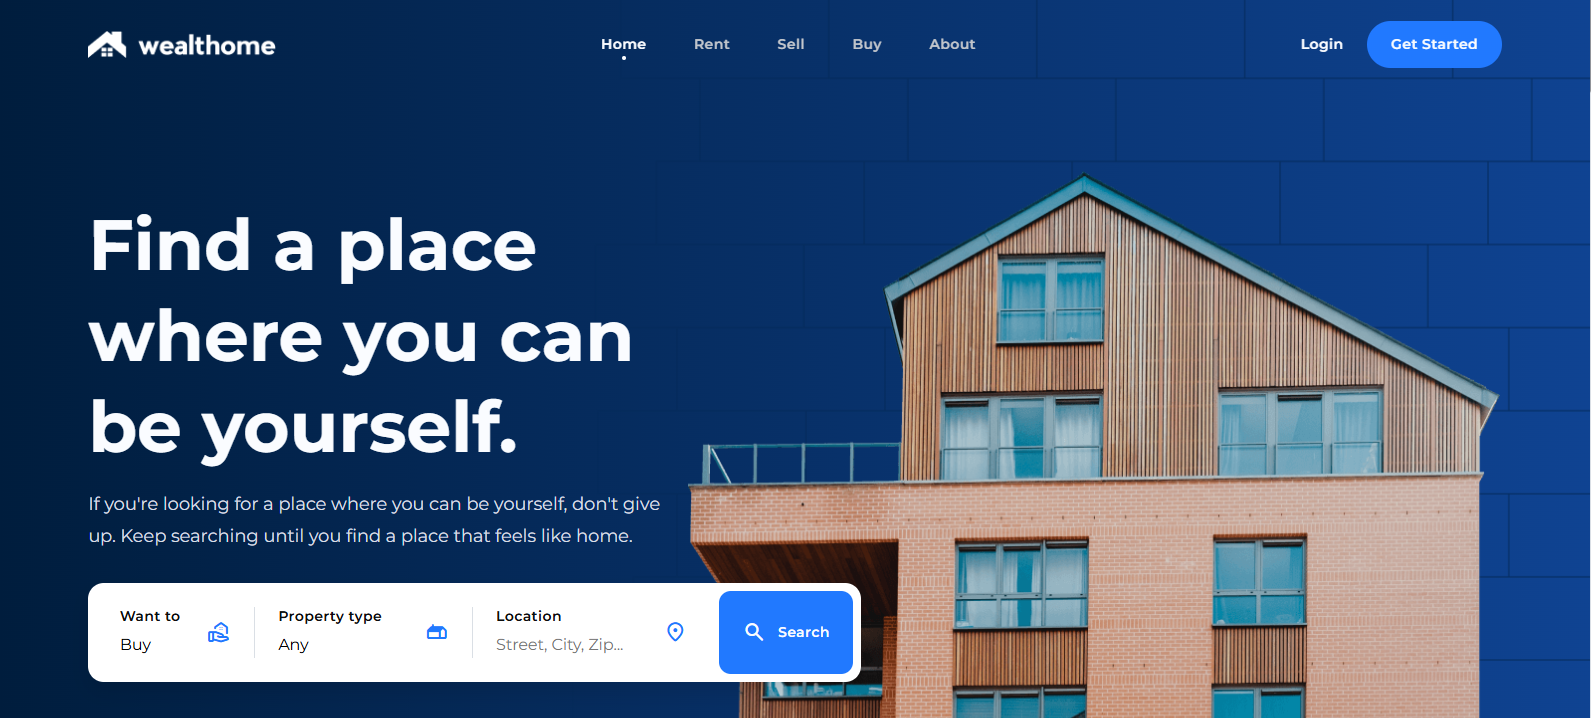 wealthome
Home Rent Sell Buy About
Login Get Started
Find a place
where you can
be yourself.
If you're looking for a place where you can be yourself, don't give
up. Keep searching until you find a place that feels like home.
Want to
Buy
Property type
Any
Location
Street, City, Zip...
Search